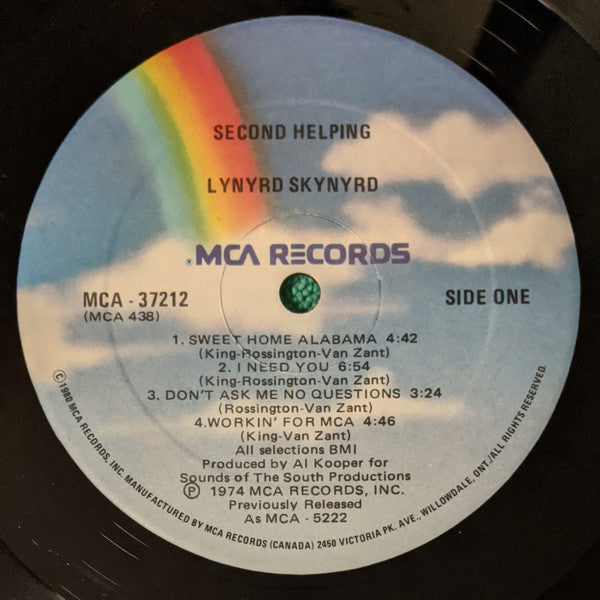 SECOND HELPING
LYNYRD SKYNYRD
® MCA RECORDS
MCA - 37212
(MCA 438)
SIDE ONE
1. SWEET HOME ALABAMA 4:42
(King-Rossington-Van Zant)
2. I NEED YOU 6:54
(King-Rossington-Van Zant)
3. DON'T ASK ME NO QUESTIONS 3:24
(Rossington-Van Zant)
4.WORKIN' FOR MCA 4:46
(King-Van Zant)
All selections BMI
Produced by Al Kooper for
Sounds of The South Productions
Ⓟ 1974 MCA RECORDS, INC.
Previously Released
As MCA - 5222
© 1980 MCA RECORDS, INC. MANUFACTURED BY MCA RECORDS (CANADA) 2450 VICTORIA PK. AVE., WILLOWDALE, ONT./ALL RIGHTS RESERVED.